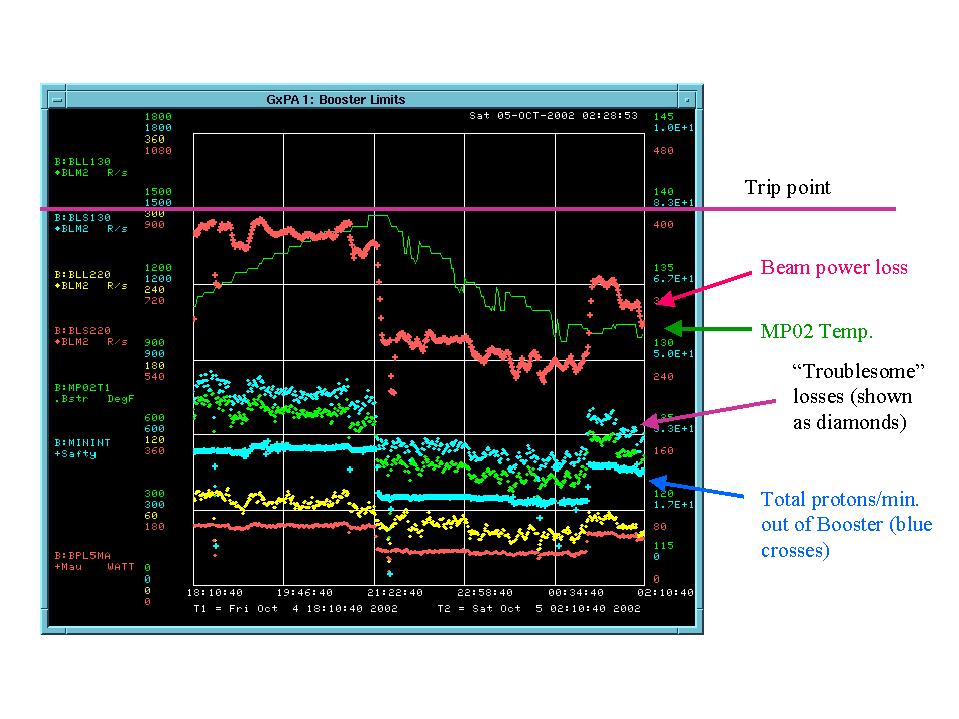 GxPA 1: Booster Limits
Sat 05-OCT-2002 02:28:53
1800
1800
360
1080
B:BLL130
◆BLM2 R/s
1500
1500
300
900
B:BLS130
◆BLM2 R/s
1200
1200
240
720
B:BLL220
◆BLM2 R/s
B:BLS220
◆BLM2 R/s
900
900
180
540
B:MP02T1
.Bstr DegF
600
600
120
360
B:MININT
+Safty
300
300
60
180
B:BPL5MA
+Mau WATT
0
0
0
0
145
1.0E+1
480
140
8.3E+1
400
135
6.7E+1
130
5.0E+1
240
3.3E+1
160
120
1.7E+1
80
115
0
0
18:10:40 19:46:40 21:22:40 22:58:40 00:34:40 02:10:40
T1 = Fri Oct 4 18:10:40 2002 T2 = Sat Oct 5 02:10:40 2002
Trip point
Beam power loss
MP02 Temp.
“Troublesome”
losses (shown
as diamonds)
Total protons/min.
out of Booster (blue
crosses)